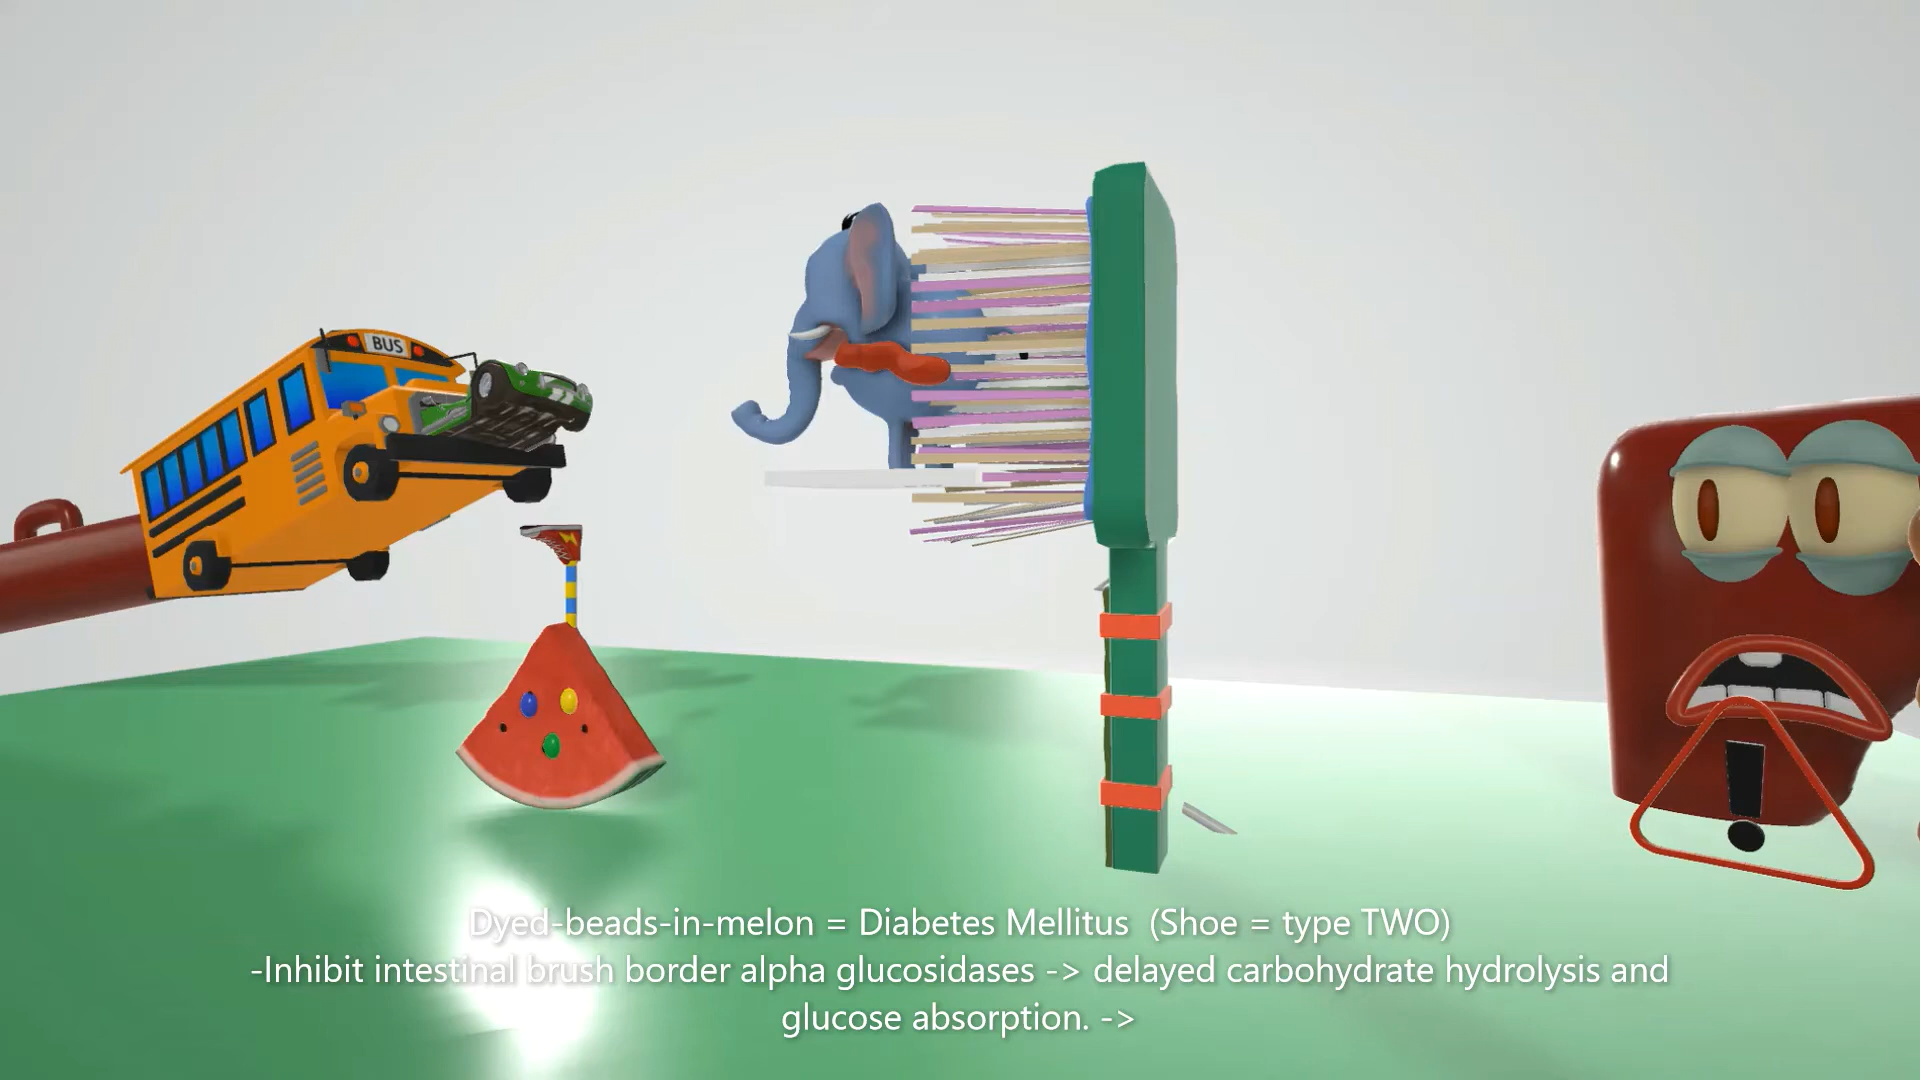 BUS
Dyed-beads-in-melon = Diabetes Mellitus (Shoe = type TWO)
-Inhibit intestinal brush border alpha glucosidases -> delayed carbohydrate hydrolysis and
glucose absorption. ->